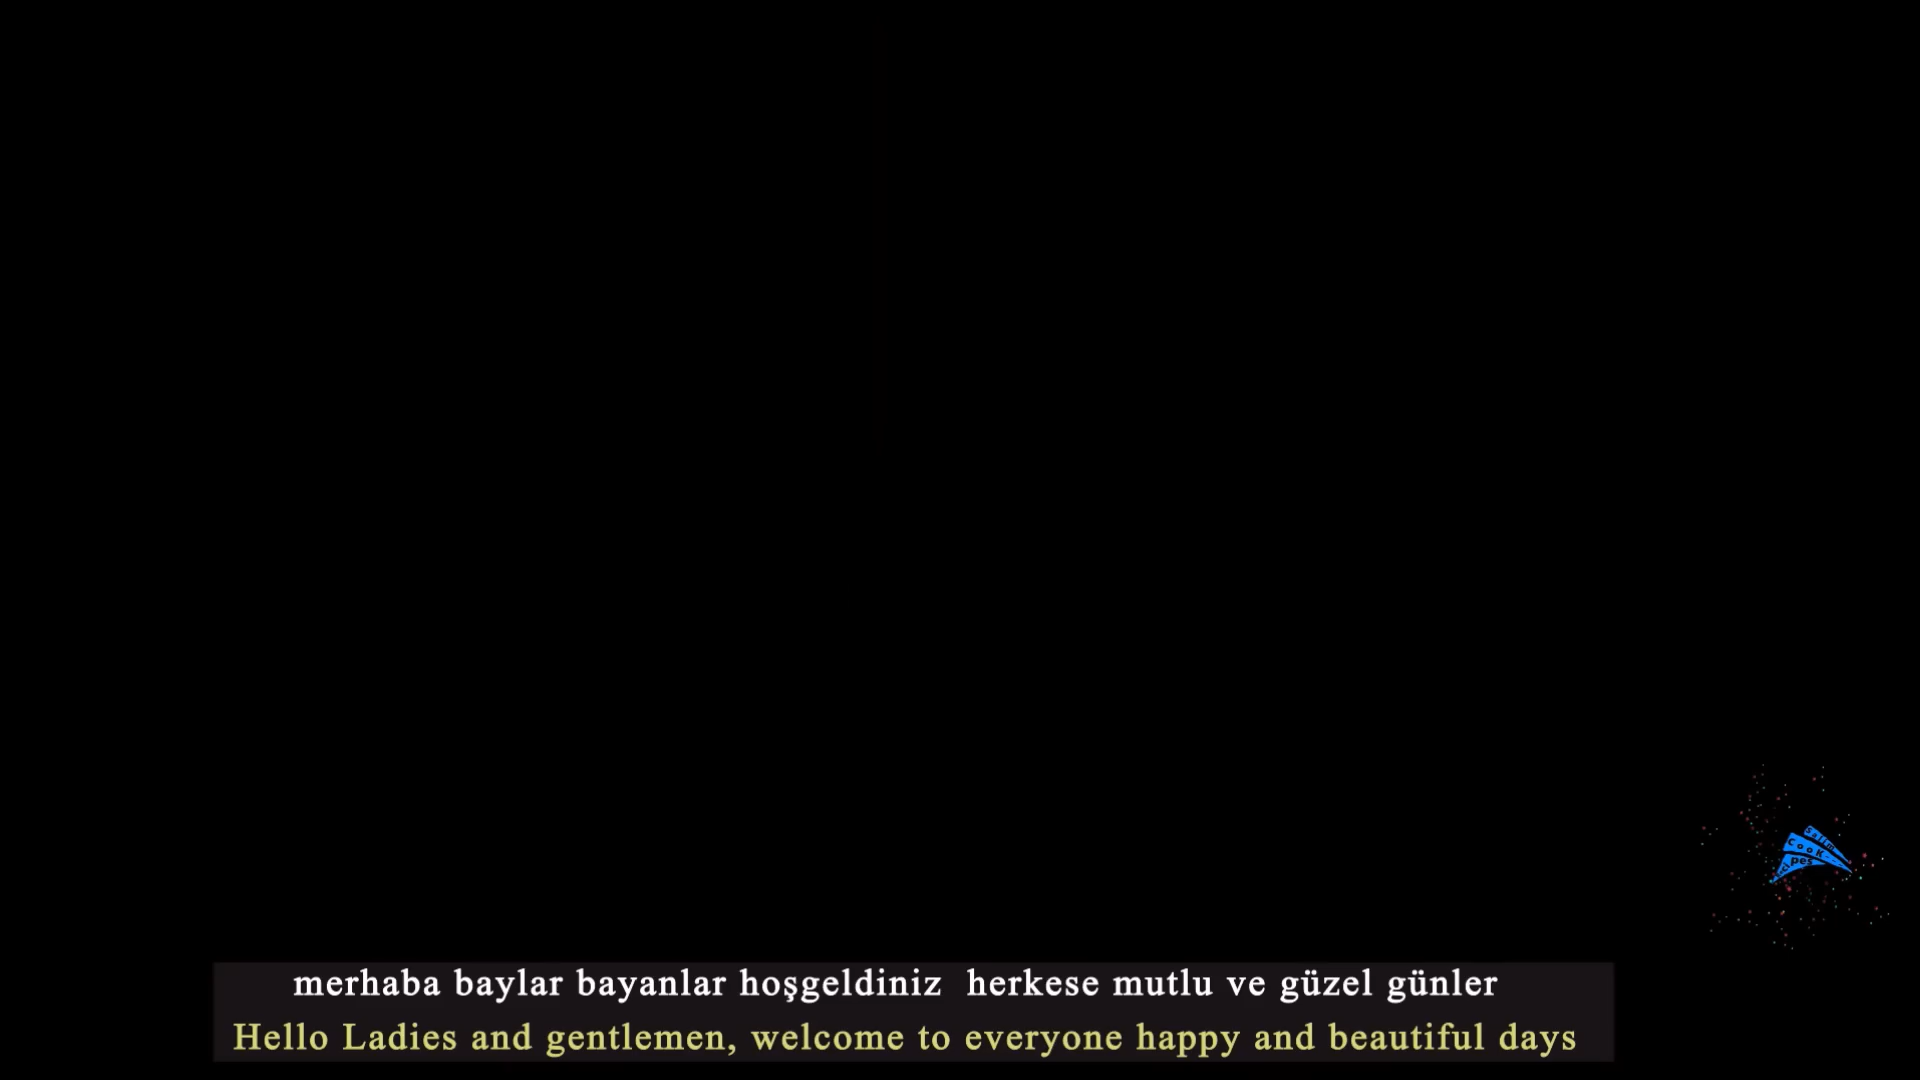 Cook
merhaba baylar bayanlar hoşgeldiniz herkese mutlu ve güzel günler
Hello Ladies and gentlemen, welcome to everyone happy and beautiful days